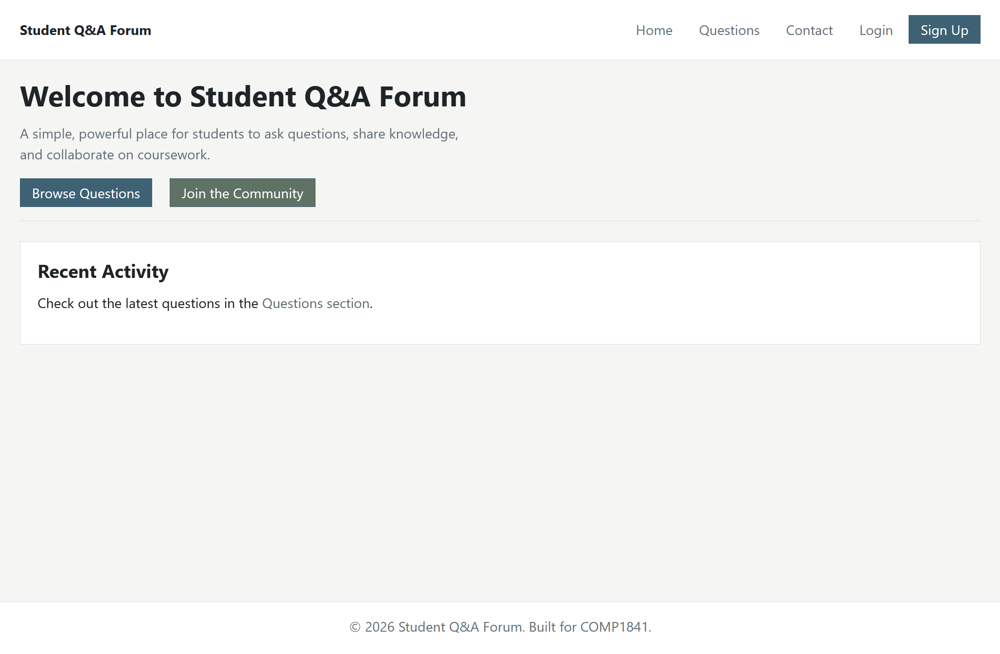 Student Q&A Forum
Home
Questions
Contact
Login
Sign Up
Welcome to Student Q&A Forum
A simple, powerful place for students to ask questions, share knowledge,
and collaborate on coursework.
Browse Questions
Join the Community
Recent Activity
Check out the latest questions in the Questions section.
© 2026 Student Q&A Forum. Built for COMP1841.